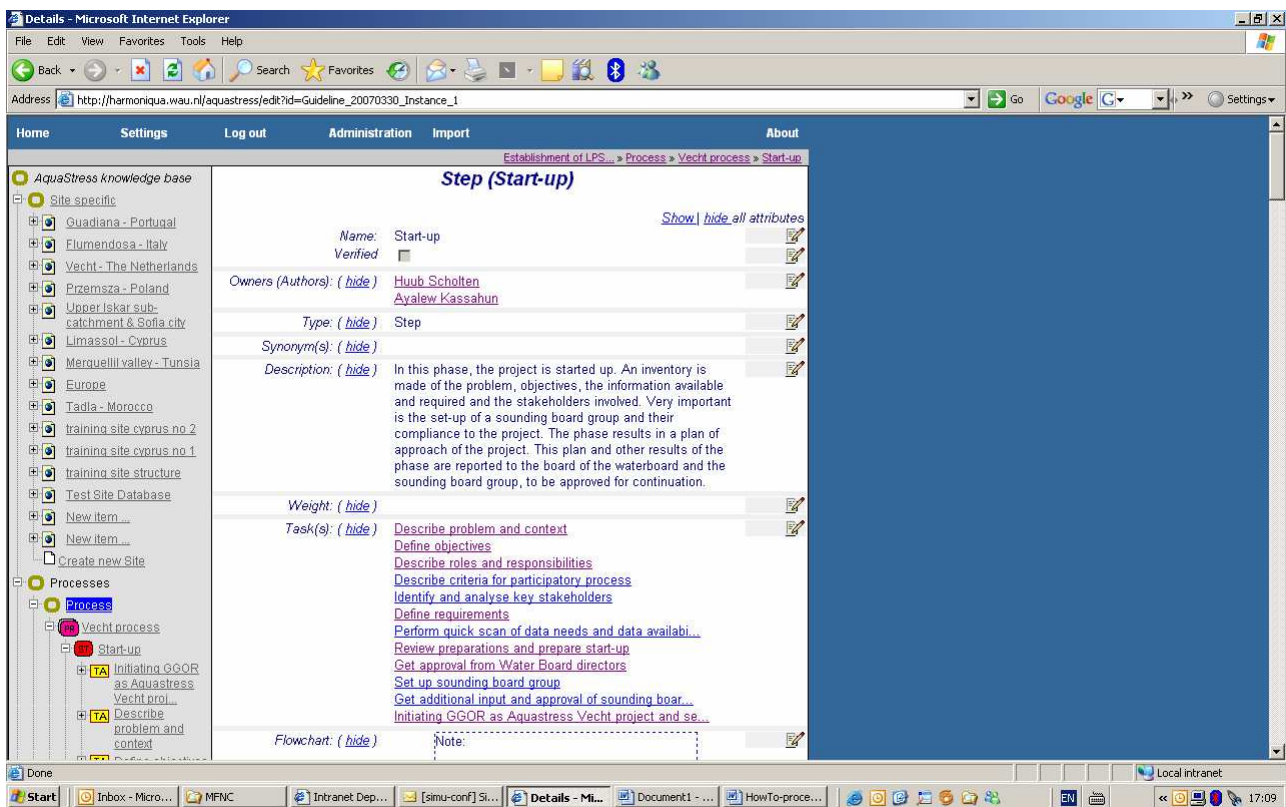 Details - Microsoft Internet Explorer
File Edit View Favorites Tools Help
Back Search Favorites
Address http://harmoniqua.wau.nl/aquastress/edit?id=Guideline_20070330_Instance_1 Go Google G Settings
Home Settings Log out Administration Import About
Establishment of LPS... » Process » Vecht process » Start-up
AquaStress knowledge base
Site specific
Guadiana - Portugal
Flumendosa - Italy
Vecht - The Netherlands
Przemsza - Poland
Upper Iskar sub-
catchment & Sofia city
Limassol - Cyprus
Merguellil valley - Tunsia
Europe
Tadla - Morocco
training site cyprus no 2
training site cyprus no 1
training site structure
Test Site Database
New item ...
New item ...
Create new Site
Processes
Process
PR Vecht process
ST Start-up
TA Initiating GGOR
as Aquastress
Vecht proj...
TA Describe
problem and
context
Step (Start-up)
Show | hide all attributes
Name: Start-up
Verified
Owners (Authors): ( hide ) Huub Scholten
Ayalew Kassahun
Type: ( hide ) Step
Synonym(s): ( hide )
Description: ( hide ) In this phase, the project is started up. An inventory is
made of the problem, objectives, the information available
and required and the stakeholders involved. Very important
is the set-up of a sounding board group and their
compliance to the project. The phase results in a plan of
approach of the project. This plan and other results of the
phase are reported to the board of the waterboard and the
sounding board group, to be approved for continuation.
Weight: ( hide )
Task(s): ( hide ) Describe problem and context
Define objectives
Describe roles and responsibilities
Describe criteria for participatory process
Identify and analyse key stakeholders
Define requirements
Perform quick scan of data needs and data availabi...
Review preparations and prepare start-up
Get approval from Water Board directors
Set up sounding board group
Get additional input and approval of sounding boar...
Initiating GGOR as Aquastress Vecht project and se...
Flowchart: ( hide ) Note:
Done Local intranet
Start Inbox - Micro... MFNC Intranet Dep... [simu-conf] Si... Details - Mi... Document1 - ... HowTo-proce... EN 17:09